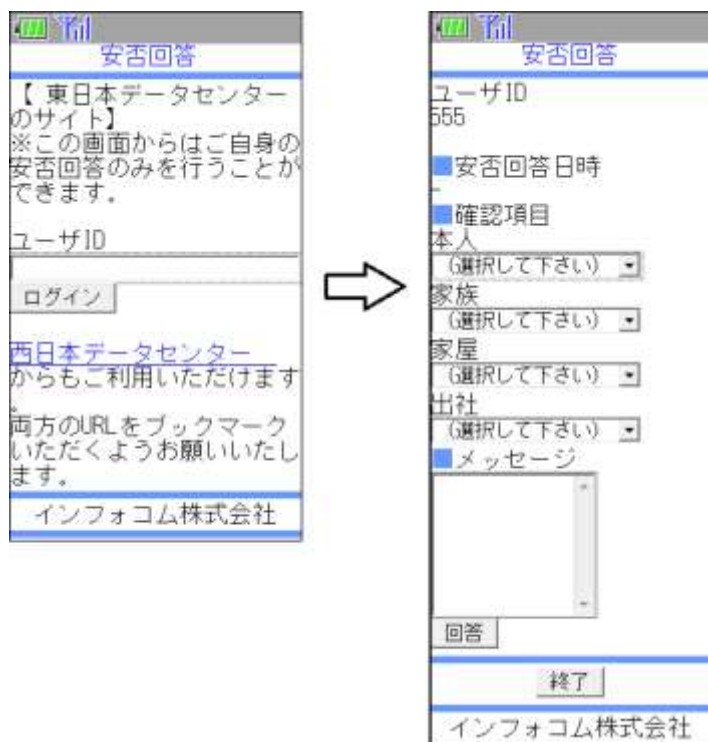 安否回答
【 東日本データセンター
のサイト】
※この画面からはご自身の
安否回答のみを行うことが
できます．
ユーザID
ログイン
西日本データセンター
からもご利用いただけます
．
両方のURLをブックマーク
いただくようお願いいたし
ます．
インフォコム株式会社
安否回答
ユーザID
555
■安否回答日時
-
■確認項目
本人
(選択して下さい)
家族
(選択して下さい)
家屋
(選択して下さい)
出社
(選択して下さい)
■メッセージ
回答
終了
インフォコム株式会社